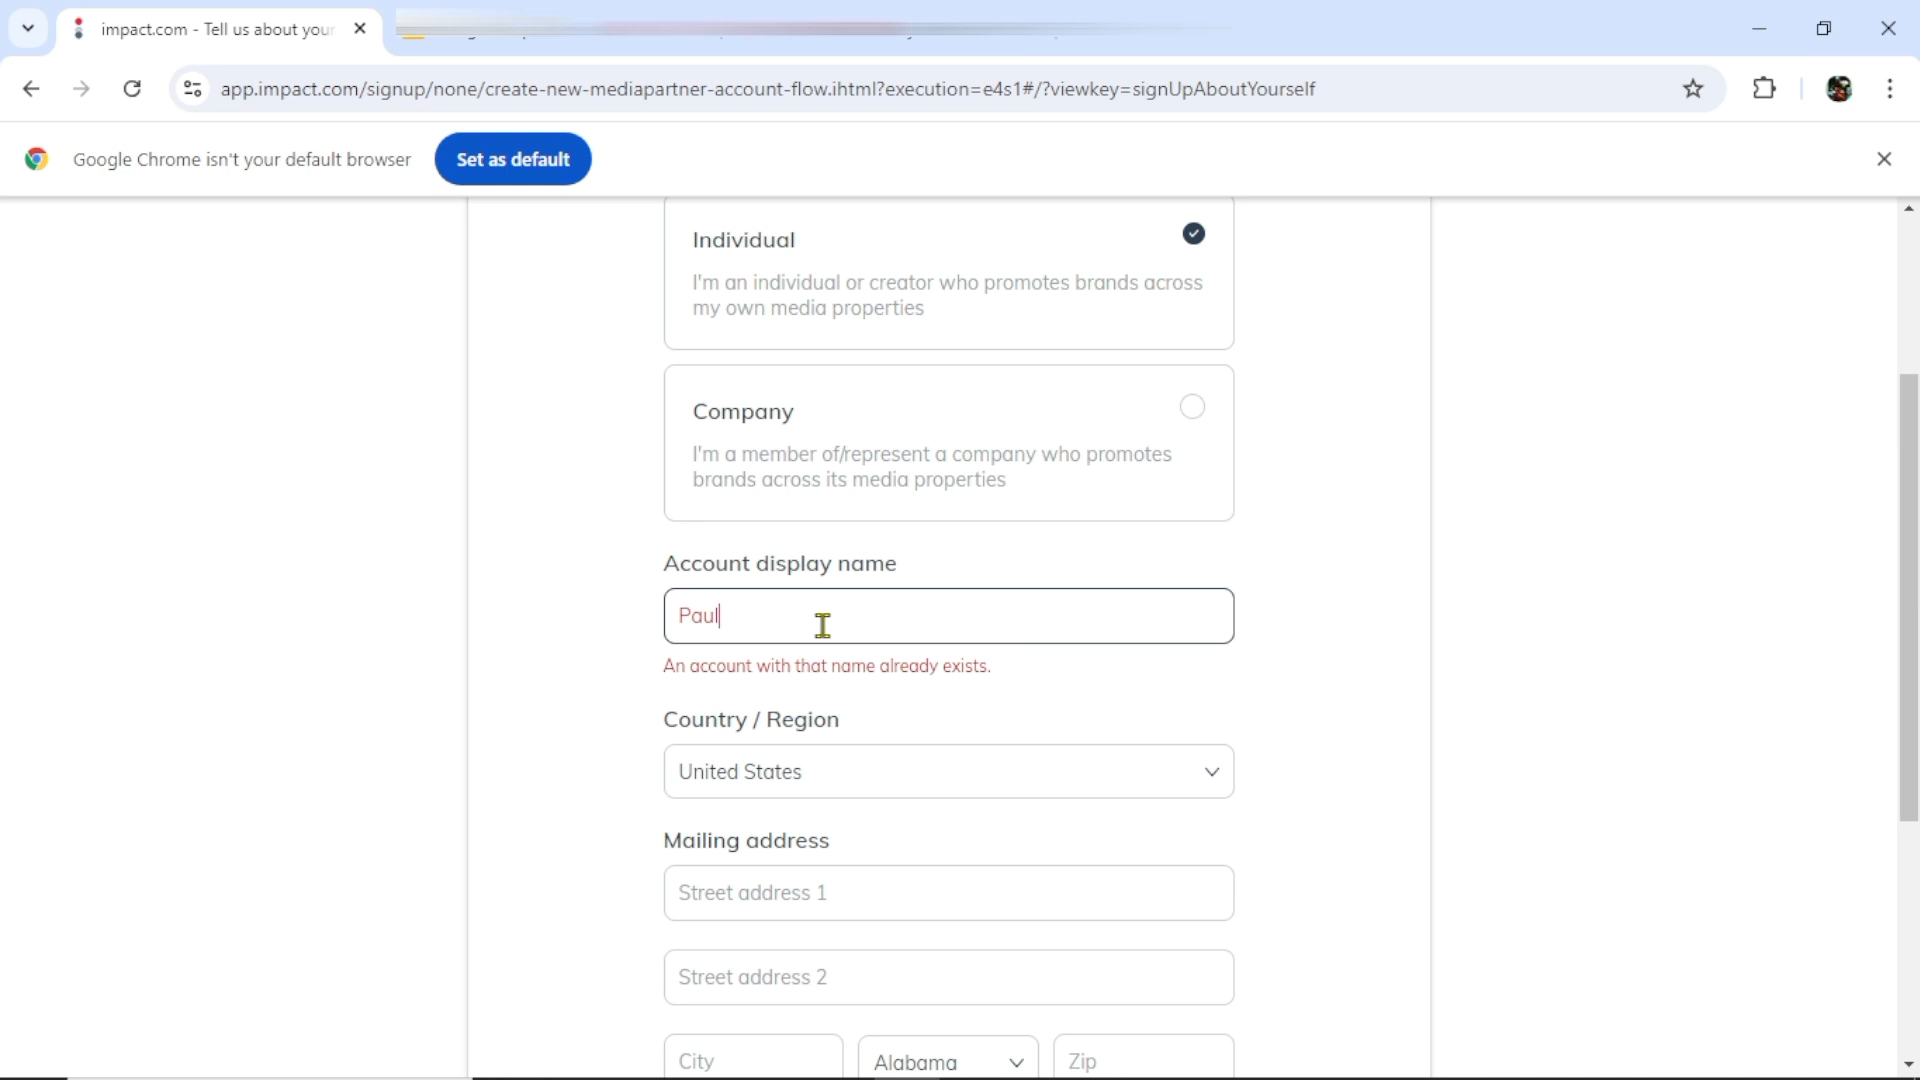 impact.com - Tell us about your
app.impact.com/signup/none/create-new-mediapartner-account-flow.ihtml?execution=e4s1#/?viewkey=signUpAboutYourself
Google Chrome isn't your default browser
Set as default
Individual
I'm an individual or creator who promotes brands across
my own media properties
Company
I'm a member of/represent a company who promotes
brands across its media properties
Account display name
Paul
An account with that name already exists.
Country / Region
United States
Mailing address
Street address 1
Street address 2
City
Alabama
Zip